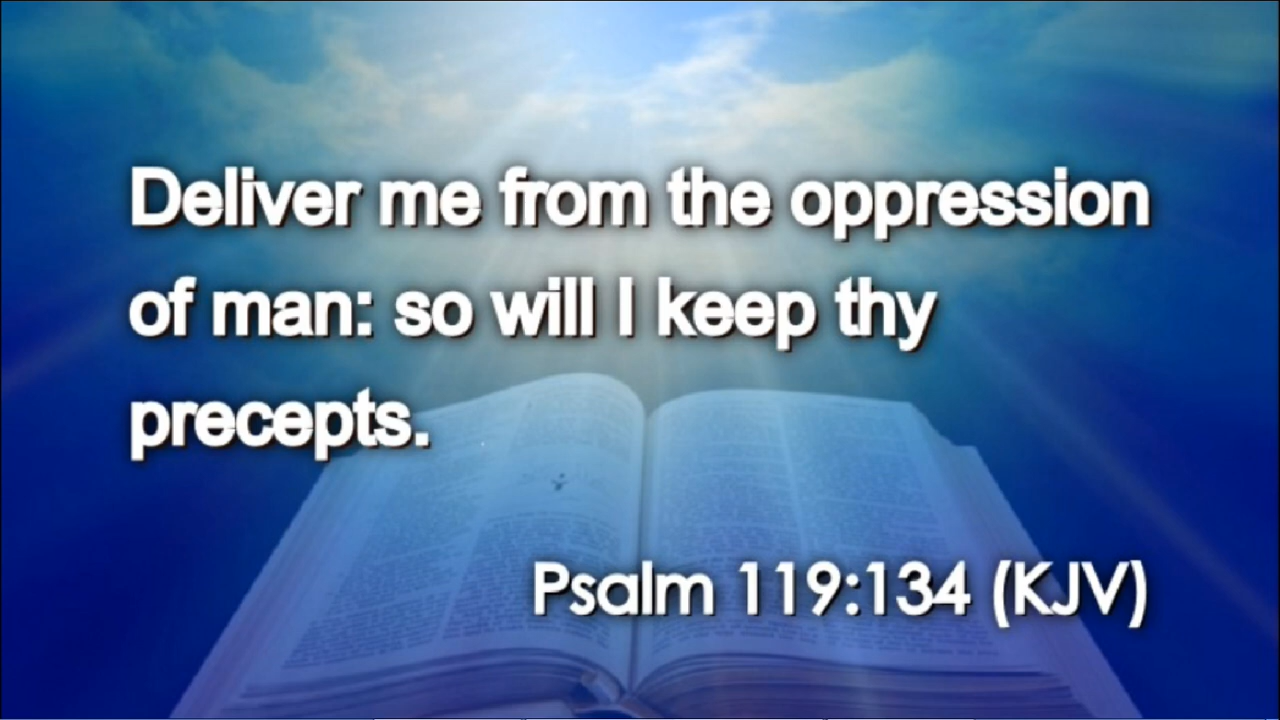 Deliver me from the oppression
of man: so will I keep thy
precepts.
Psalm 119:134 (KJV)